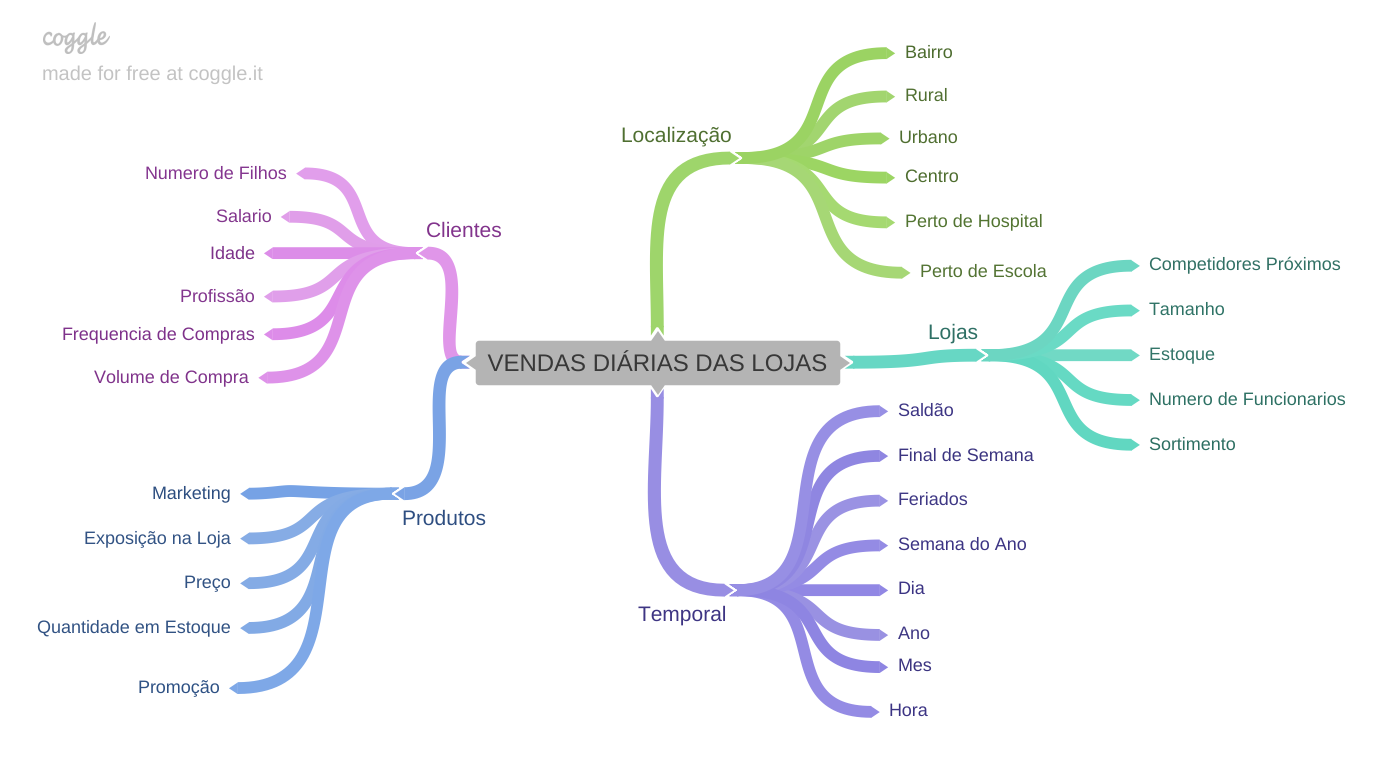 coggle
made for free at coggle.it
VENDAS DIÁRIAS DAS LOJAS
Clientes
Numero de Filhos
Salario
Idade
Profissão
Frequencia de Compras
Volume de Compra
Produtos
Marketing
Exposição na Loja
Preço
Quantidade em Estoque
Promoção
Localização
Bairro
Rural
Urbano
Centro
Perto de Hospital
Perto de Escola
Lojas
Competidores Próximos
Tamanho
Estoque
Numero de Funcionarios
Sortimento
Temporal
Saldão
Final de Semana
Feriados
Semana do Ano
Dia
Ano
Mes
Hora